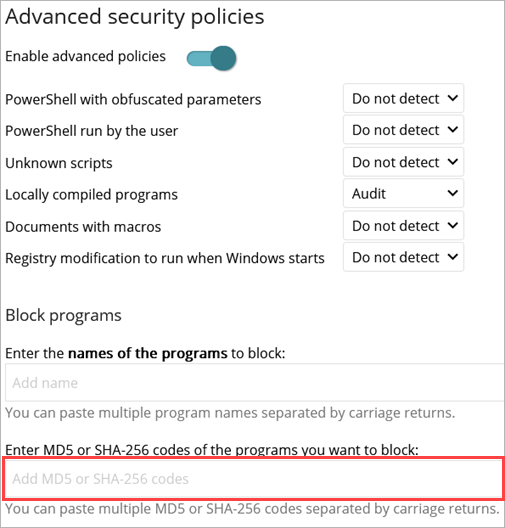 Advanced security policies
Enable advanced policies
PowerShell with obfuscated parameters Do not detect
PowerShell run by the user Do not detect
Unknown scripts Do not detect
Locally compiled programs Audit
Documents with macros Do not detect
Registry modification to run when Windows starts Do not detect
Block programs
Enter the names of the programs to block:
Add name
You can paste multiple program names separated by carriage returns.
Enter MD5 or SHA-256 codes of the programs you want to block:
Add MD5 or SHA-256 codes
You can paste multiple MD5 or SHA-256 codes separated by carriage returns.